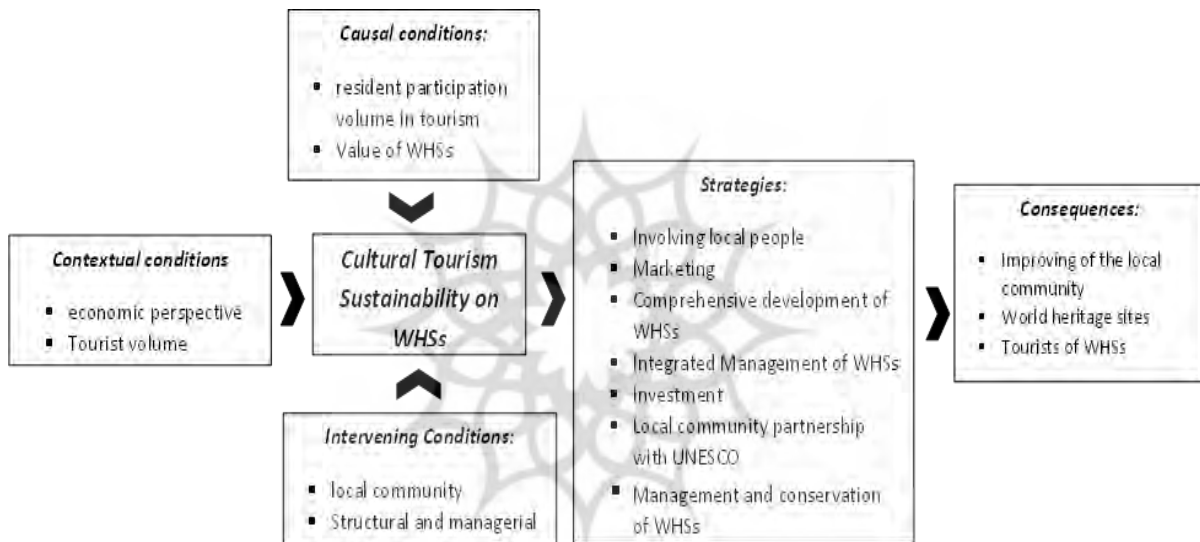 Causal conditions:
▪ resident participation
volume in tourism
▪ Value of WHSs
Contextual conditions
▪ economic perspective
▪ Tourist volume
Cultural Tourism
Sustainability on
WHSs
Intervening Conditions:
▪ local community
▪ Structural and managerial
Strategies:
▪ Involving local people
▪ Marketing
▪ Comprehensive development of
WHSs
▪ Integrated Management of WHSs
▪ Investment
▪ Local community partnership
with UNESCO
▪ Management and conservation
of WHSs
Consequences:
▪ Improving of the local
community
▪ World heritage sites
▪ Tourists of WHSs